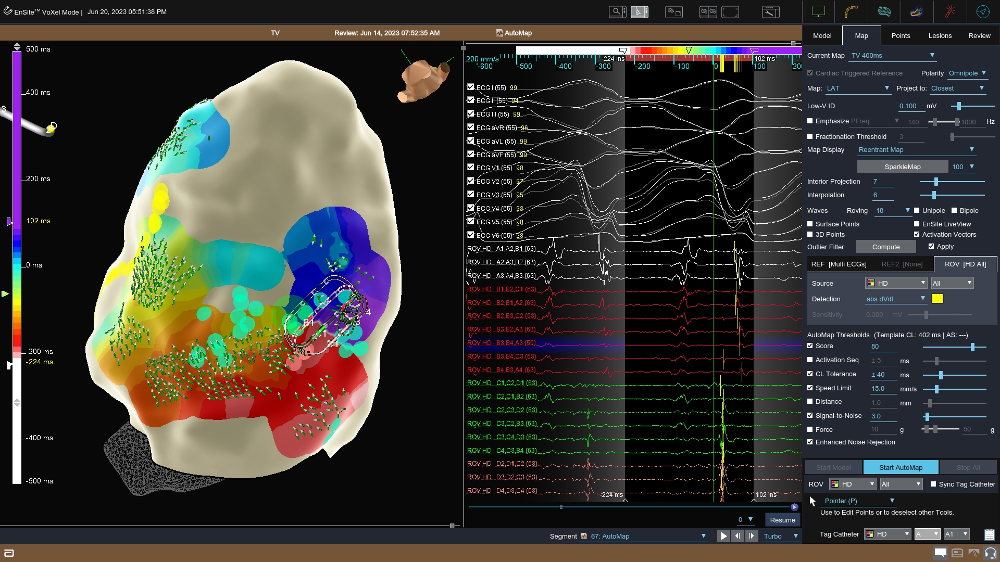 EnSite™ VoXel Mode | Jun 20, 2023 05:51:38 PM
TV Review: Jun 14, 2023 07:52:35 AM AutoMap
500 ms
400 ms
200 ms
102 ms
0 ms
-200 ms
-224 ms
-400 ms
-500 ms
3
2
D
4
200 mm/s
-224 ms
102 ms
-600 -500 -400 -300 -200 -100 0 100 200
ECG I (55) 99
ECG II (55) 94
ECG III (55) 99
ECG aVR (55) 96
ECG aVL (55) 99
ECG aVF (55) 99
ECG V1 (55) 98
ECG V2 (55) 97
ECG V3 (55) 95
ECG V4 (55) 93
ECG V5 (55) 98
ECG V6 (55) 98
ROV HD A1,A2,B1 (63)
ROV HD A2,A3,B2 (63)
ROV HD A3,A4,B3 (63)
ROV HD B1,B2,C1 (63)
ROV HD B2,B1,A2 (63)
ROV HD B2,B3,C2 (63)
ROV HD B3,B2,A3 (63)
ROV HD B3,B4,A3 (55)
ROV HD B3,B4,C3 (63)
ROV HD B4,B3,A4 (63)
ROV HD C1,C2,D1 (63)
ROV HD C2,C1,B2 (63)
ROV HD C2,C3,D2 (63)
ROV HD C3,C2,B3 (63)
ROV HD C3,C4,D3 (63)
ROV HD C4,C3,B4 (63)
ROV HD D2,D1,C2 (63)
ROV HD D3,D2,C3 (63)
ROV HD D4,D3,C4 (63)
-224 ms 102 ms
0 Resume
Segment 67: AutoMap Turbo
Model Map Points Lesions Review
Current Map TV 400ms
Cardiac Triggered Reference Polarity Omnipole
Map: LAT Project to: Closest
Low-V ID 0.100 mV
Emphasize PFreq 140 1000 Hz
Fractionation Threshold 3
Map Display Reentrant Map
SparkleMap 100
Interior Projection 7
Interpolation 6
Waves Roving 18 Unipole Bipole
Surface Points EnSite LiveView
3D Points Activation Vectors
Outlier Filter Compute Apply
REF [Multi ECGs] REF2 [None] ROV [HD All]
Source HD All
Detection abs dVdt
Sensitivity 0.300 mV
AutoMap Thresholds (Template CL: 402 ms | AS: ---)
Score 80
Activation Seq ± 5 ms
CL Tolerance ± 40 ms
Speed Limit 15.0 mm/s
Distance 1.0 mm
Signal-to-Noise 3.0
Force 10 g 50 g
Enhanced Noise Rejection
Start Model Start AutoMap Stop All
ROV HD All Sync Tag Catheter
Pointer (P)
Use to Edit Points or to deselect other Tools.
Tag Catheter HD A A1